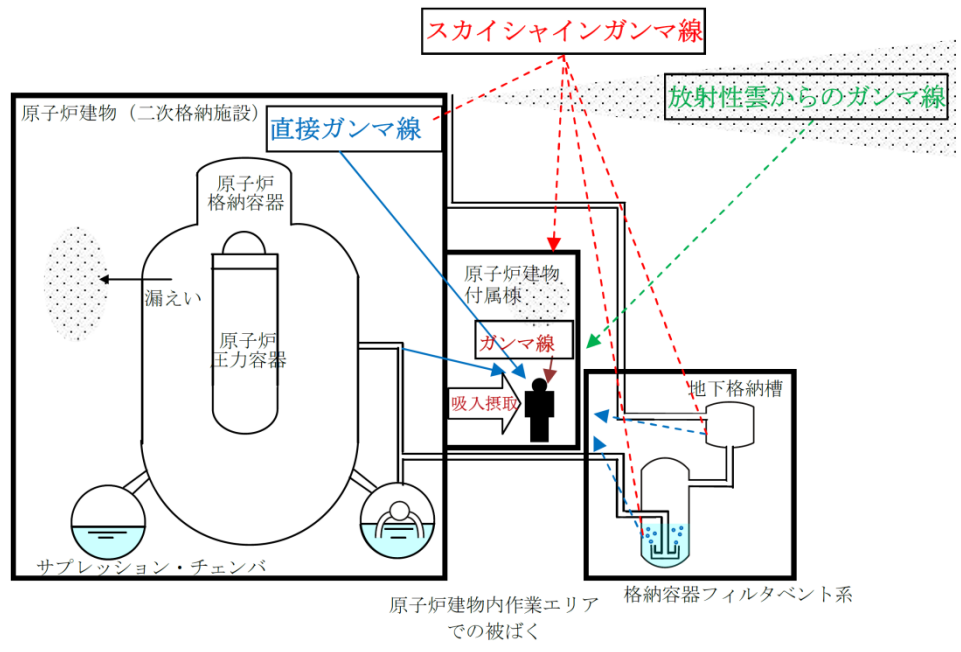 スカイシャインガンマ線
放射性雲からのガンマ線
原子炉建物（二次格納施設）
直接ガンマ線
原子炉
格納容器
原子炉建物
付属棟
漏えい
ガンマ線
原子炉
圧力容器
地下格納槽
吸入摂取
サプレッション・チェンバ
格納容器フィルタベント系
原子炉建物内作業エリア
での被ばく